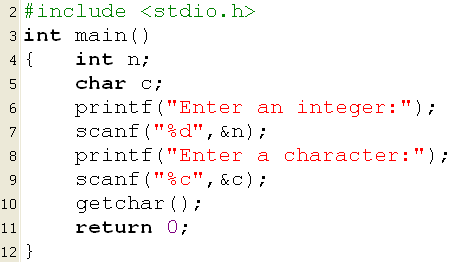 2 #include <stdio.h>
3 int main()
4 {   int n;
5     char c;
6     printf("Enter an integer:");
7     scanf("%d",&n);
8     printf("Enter a character:");
9     scanf("%c",&c);
10     getchar();
11     return 0;
12 }